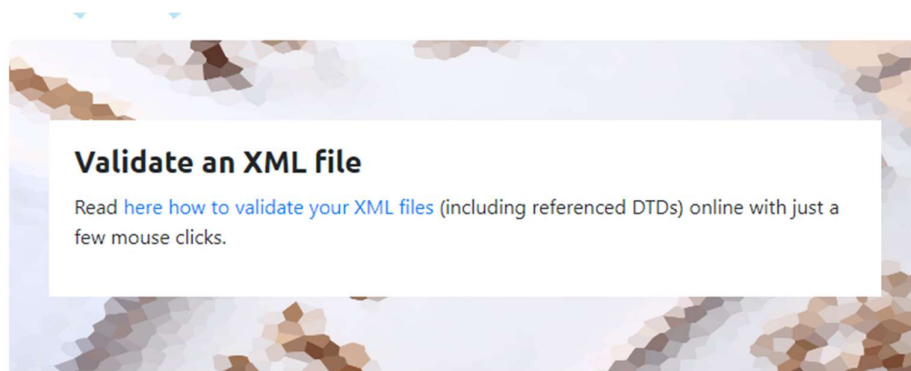 Validate an XML file
Read here how to validate your XML files (including referenced DTDs) online with just a
few mouse clicks.